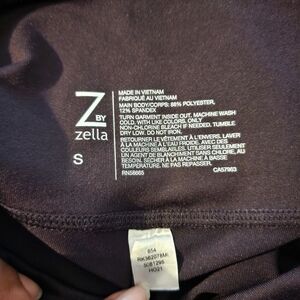 Z
BY
zella
S
MADE IN VIETNAM
FABRIQUÉ AU VIETNAM
MAIN BODY/CORPS: 88% POLYESTER,
12% SPANDEX
TURN GARMENT INSIDE OUT. MACHINE WASH
COLD. WITH LIKE COLORS. ONLY
NON-CHLORINE BLEACH IF NEEDED. TUMBLE
DRY LOW. DO NOT IRON.
RETOURNER LE VÊTEMENT À L'ENVERS. LAVER
À LA MACHINE À L'EAU FROIDE. AVEC DES
COULEURS SEMBLABLES. UTILISER SEULEMENT
UN AGENT DE BLANCHIMENT SANS CHLORE, AU
BESOIN. SÉCHER À LA MACHINE À BASSE
TEMPÉRATURE. NE PAS REPASSER.
RN56665 CA57903
654
HO21